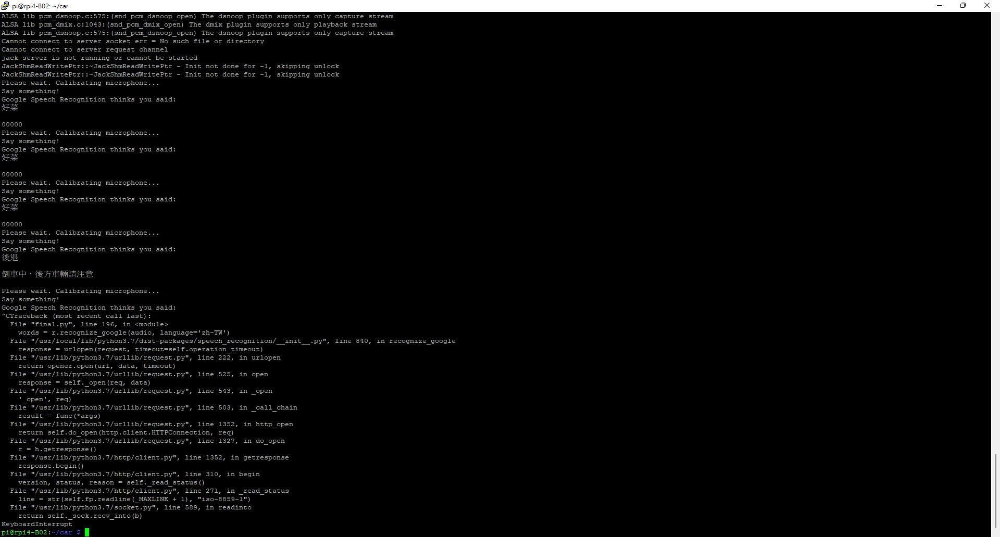 pi@rpi4-B02: ~/car
ALSA lib pcm_dsnoop.c:575:(snd_pcm_dsnoop_open) The dsnoop plugin supports only capture stream
ALSA lib pcm_dmix.c:1043:(snd_pcm_dmix_open) The dmix plugin supports only playback stream
ALSA lib pcm_dsnoop.c:575:(snd_pcm_dsnoop_open) The dsnoop plugin supports only capture stream
Cannot connect to server socket err = No such file or directory
Cannot connect to server request channel
jack server is not running or cannot be started
JackShmReadWritePtr::~JackShmReadWritePtr - Init not done for -1, skipping unlock
JackShmReadWritePtr::~JackShmReadWritePtr - Init not done for -1, skipping unlock
Please wait. Calibrating microphone...
Say something!
Google Speech Recognition thinks you said:
好菜
00000
Please wait. Calibrating microphone...
Say something!
Google Speech Recognition thinks you said:
好菜
00000
Please wait. Calibrating microphone...
Say something!
Google Speech Recognition thinks you said:
好菜
00000
Please wait. Calibrating microphone...
Say something!
Google Speech Recognition thinks you said:
後退
倒車中，後方車輛請注意
Please wait. Calibrating microphone...
Say something!
Google Speech Recognition thinks you said:
^CTraceback (most recent call last):
  File "final.py", line 196, in <module>
    words = r.recognize_google(audio, language='zh-TW')
  File "/usr/local/lib/python3.7/dist-packages/speech_recognition/__init__.py", line 840, in recognize_google
    response = urlopen(request, timeout=self.operation_timeout)
  File "/usr/lib/python3.7/urllib/request.py", line 222, in urlopen
    return opener.open(url, data, timeout)
  File "/usr/lib/python3.7/urllib/request.py", line 525, in open
    response = self._open(req, data)
  File "/usr/lib/python3.7/urllib/request.py", line 543, in _open
    '_open', req)
  File "/usr/lib/python3.7/urllib/request.py", line 503, in _call_chain
    result = func(*args)
  File "/usr/lib/python3.7/urllib/request.py", line 1352, in http_open
    return self.do_open(http.client.HTTPConnection, req)
  File "/usr/lib/python3.7/urllib/request.py", line 1327, in do_open
    r = h.getresponse()
  File "/usr/lib/python3.7/http/client.py", line 1352, in getresponse
    response.begin()
  File "/usr/lib/python3.7/http/client.py", line 310, in begin
    version, status, reason = self._read_status()
  File "/usr/lib/python3.7/http/client.py", line 271, in _read_status
    line = str(self.fp.readline(_MAXLINE + 1), "iso-8859-1")
  File "/usr/lib/python3.7/socket.py", line 589, in readinto
    return self._sock.recv_into(b)
KeyboardInterrupt
pi@rpi4-B02:~/car $